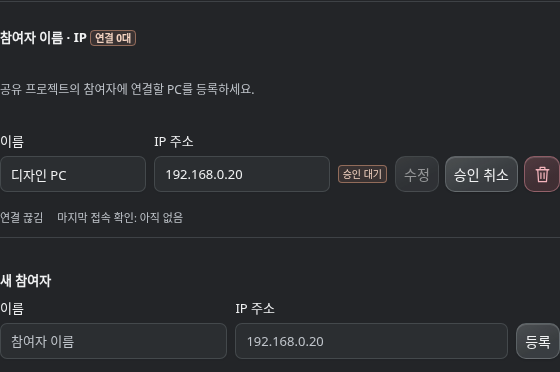 참여자 이름 · IP 연결 0대
공유 프로젝트의 참여자에 연결할 PC를 등록하세요.
이름 IP 주소
디자인 PC 192.168.0.20 승인 대기 수정 승인 취소
연결 끊김 마지막 접속 확인: 아직 없음
새 참여자
이름 IP 주소
참여자 이름 192.168.0.20 등록